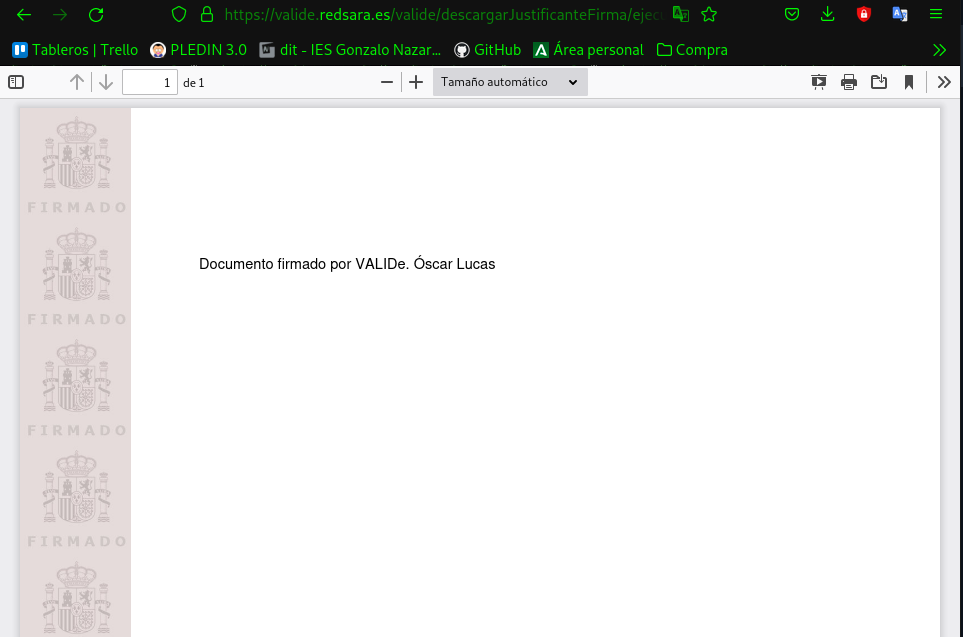 https://valide.redsara.es/valide/descargarJustificanteFirma/ejec
Tableros | Trello
PLEDIN 3.0
dit - IES Gonzalo Nazar...
GitHub
Área personal
Compra
1
de 1
Tamaño automático
FIRMADO
Documento firmado por VALIDe. Óscar Lucas
FIRMADO
FIRMADO
FIRMADO